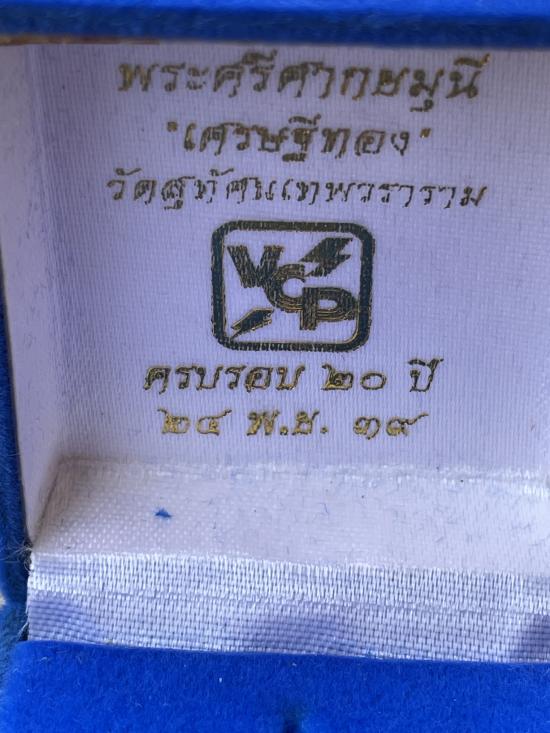 พระศรีศากยมุนี
"เศรษฐีทอง"
วัดสุทัศนเทพวราราม
VCP
ครบรอบ ๒๐ ปี
๒๔ พ.ย. ๓๙